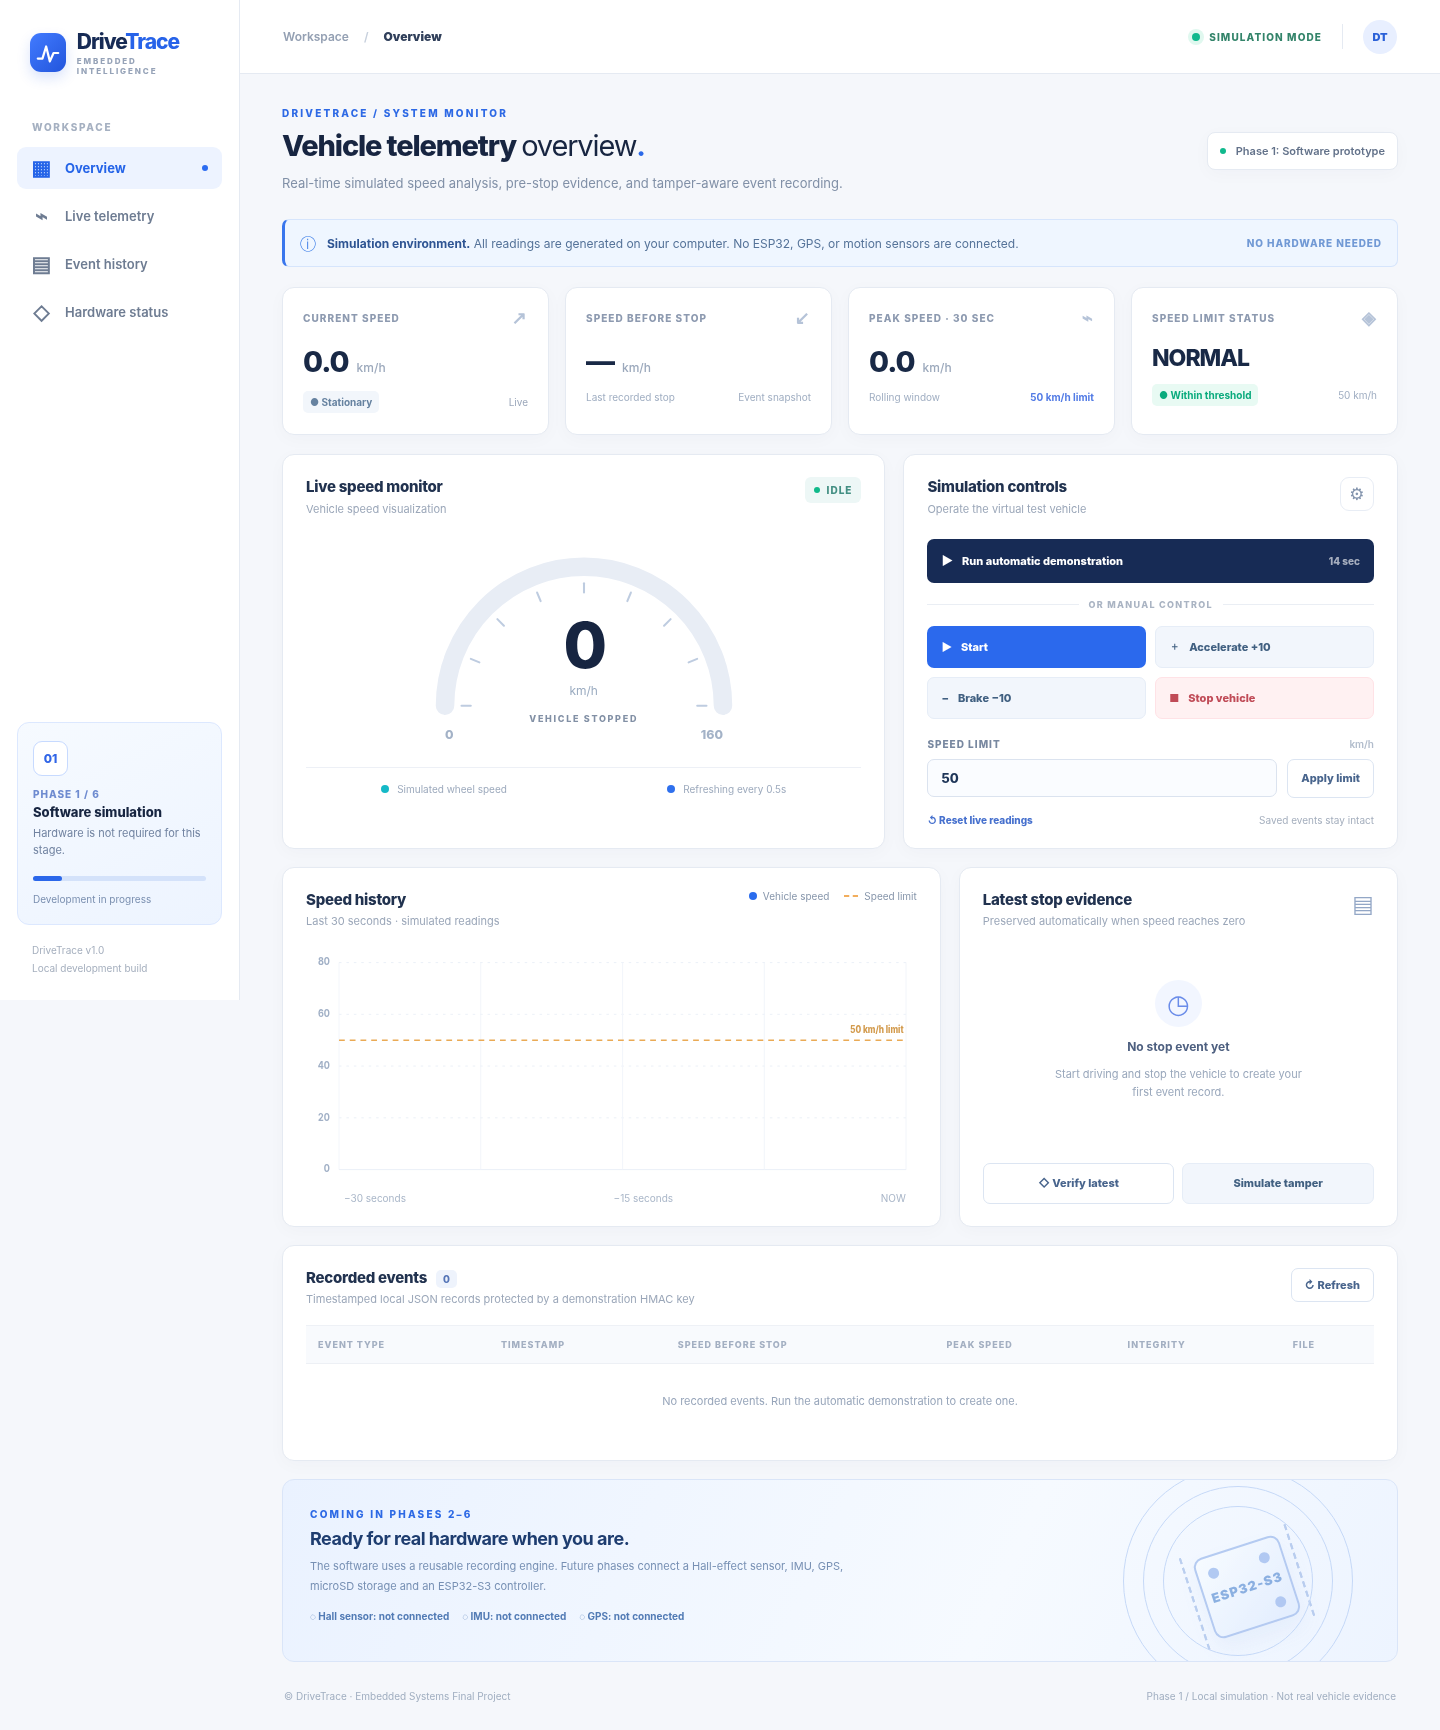 DriveTrace
EMBEDDED
INTELLIGENCE
WORKSPACE
Overview
Live telemetry
Event history
Hardware status
01
PHASE 1 / 6
Software simulation
Hardware is not required for this
stage.
Development in progress
DriveTrace v1.0
Local development build
Workspace / Overview
SIMULATION MODE
DT
DRIVETRACE / SYSTEM MONITOR
Vehicle telemetry overview.
Real-time simulated speed analysis, pre-stop evidence, and tamper-aware event recording.
Phase 1: Software prototype
Simulation environment. All readings are generated on your computer. No ESP32, GPS, or motion sensors are connected.
NO HARDWARE NEEDED
CURRENT SPEED
0.0 km/h
Stationary
Live
SPEED BEFORE STOP
— km/h
Last recorded stop
Event snapshot
PEAK SPEED · 30 SEC
0.0 km/h
Rolling window
50 km/h limit
SPEED LIMIT STATUS
NORMAL
Within threshold
50 km/h
Live speed monitor
Vehicle speed visualization
IDLE
0
km/h
VEHICLE STOPPED
0
160
Simulated wheel speed
Refreshing every 0.5s
Simulation controls
Operate the virtual test vehicle
▶ Run automatic demonstration
14 sec
OR MANUAL CONTROL
▶ Start
+ Accelerate +10
− Brake −10
■ Stop vehicle
SPEED LIMIT
km/h
50
Apply limit
↺ Reset live readings
Saved events stay intact
Speed history
Last 30 seconds · simulated readings
Vehicle speed
Speed limit
80
60
50 km/h limit
40
20
0
−30 seconds
−15 seconds
NOW
Latest stop evidence
Preserved automatically when speed reaches zero
No stop event yet
Start driving and stop the vehicle to create your
first event record.
◇ Verify latest
Simulate tamper
Recorded events 0
Timestamped local JSON records protected by a demonstration HMAC key
↻ Refresh
EVENT TYPE
TIMESTAMP
SPEED BEFORE STOP
PEAK SPEED
INTEGRITY
FILE
No recorded events. Run the automatic demonstration to create one.
COMING IN PHASES 2–6
Ready for real hardware when you are.
The software uses a reusable recording engine. Future phases connect a Hall-effect sensor, IMU, GPS,
microSD storage and an ESP32-S3 controller.
○ Hall sensor: not connected ○ IMU: not connected ○ GPS: not connected
ESP32-S3
© DriveTrace · Embedded Systems Final Project
Phase 1 / Local simulation · Not real vehicle evidence